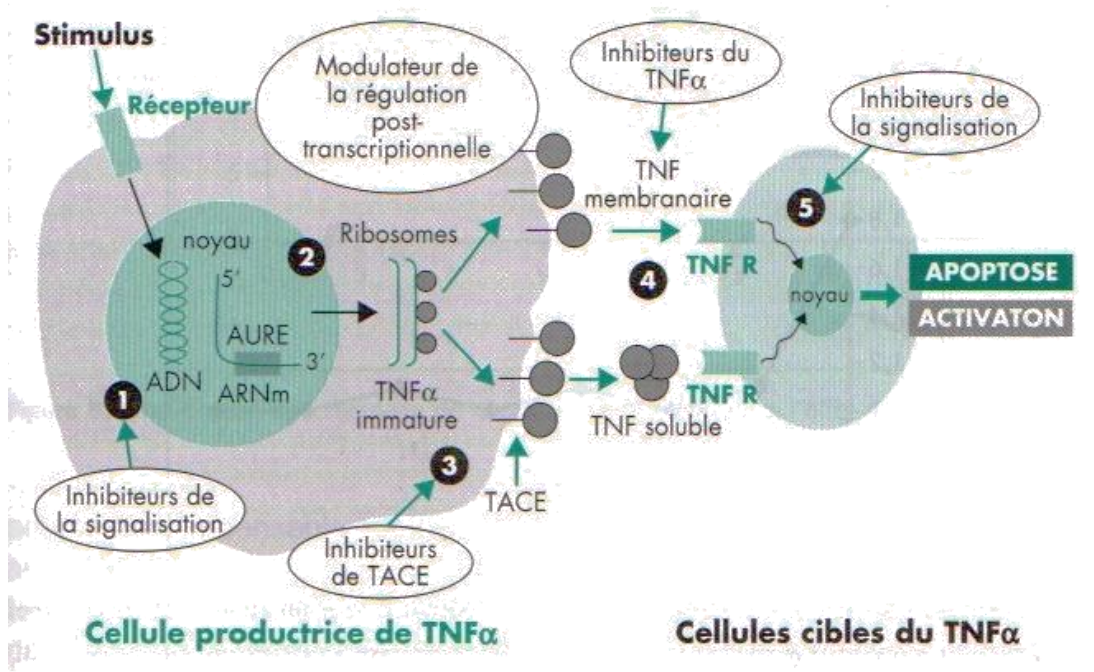 Stimulus
Récepteur
Modulateur de
la régulation
post-
transcriptionnelle
Inhibiteurs du
TNFα
Inhibiteurs de
la signalisation
TNF
membranaire
5
noyau
2
Ribosomes
5'
AURE
3'
ADN
ARNm
1
TNFα
immature
3
4
TNF R
noyau
APOPTOSE
ACTIVATON
TNF R
TNF soluble
TACE
Inhibiteurs de
la signalisation
Inhibiteurs
de TACE
Cellule productrice de TNFα
Cellules cibles du TNFα